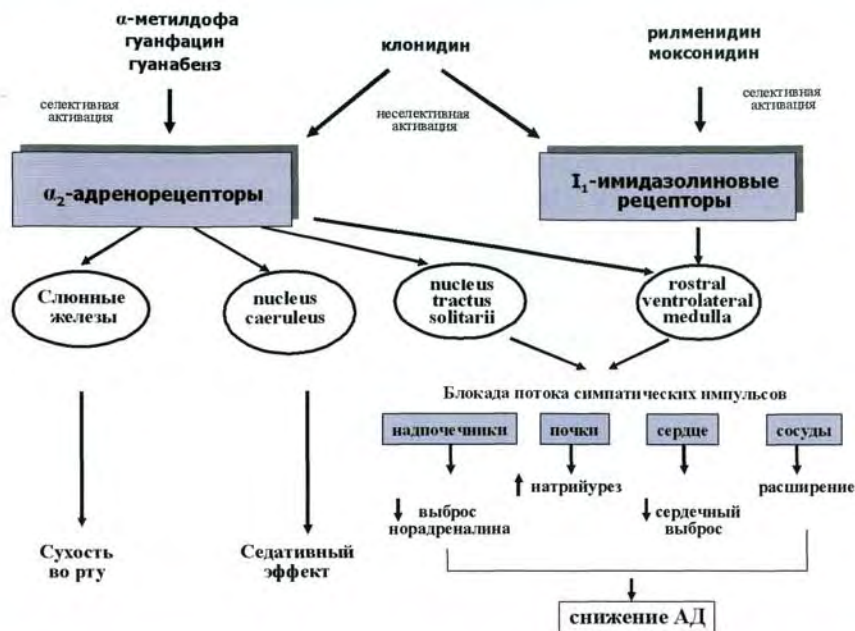 α-метилдофа
гуанфацин
гуанабенз
клонидин
рилменидин
моксонидин
селективная
активация
неселективная
активация
селективная
активация
α₂-адренорецепторы
I₁-имидазолиновые
рецепторы
Слюнные
железы
nucleus
caeruleus
nucleus
tractus
solitarii
rostral
ventrolateral
medulla
Блокада потока симпатических импульсов
надпочечники
почки
сердце
сосуды
выброс
норадреналина
натрийурез
сердечный
выброс
расширение
Сухость
во рту
Седативный
эффект
снижение АД